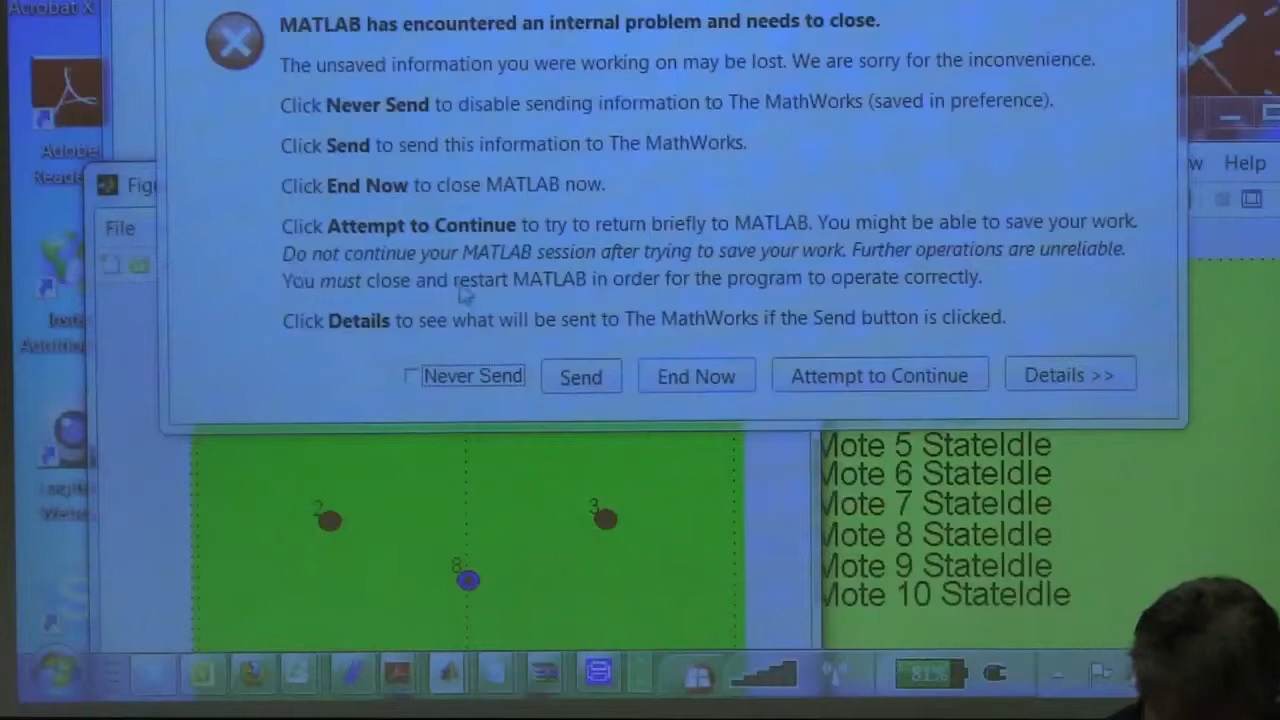 Acrobat X
MATLAB has encountered an internal problem and needs to close.
The unsaved information you were working on may be lost. We are sorry for the inconvenience.
Click Never Send to disable sending information to The MathWorks (saved in preference).
Click Send to send this information to The MathWorks.
Click End Now to close MATLAB now.
Click Attempt to Continue to try to return briefly to MATLAB. You might be able to save your work.
Do not continue your MATLAB session after trying to save your work. Further operations are unreliable.
You must close and restart MATLAB in order for the program to operate correctly.
Click Details to see what will be sent to The MathWorks if the Send button is clicked.
Never Send Send End Now Attempt to Continue Details >>
Adobe
Figu
File
Help
Mote 5 StateIdle
Mote 6 StateIdle
Mote 7 StateIdle
Mote 8 StateIdle
Mote 9 StateIdle
Mote 10 StateIdle
2
3
8
81%